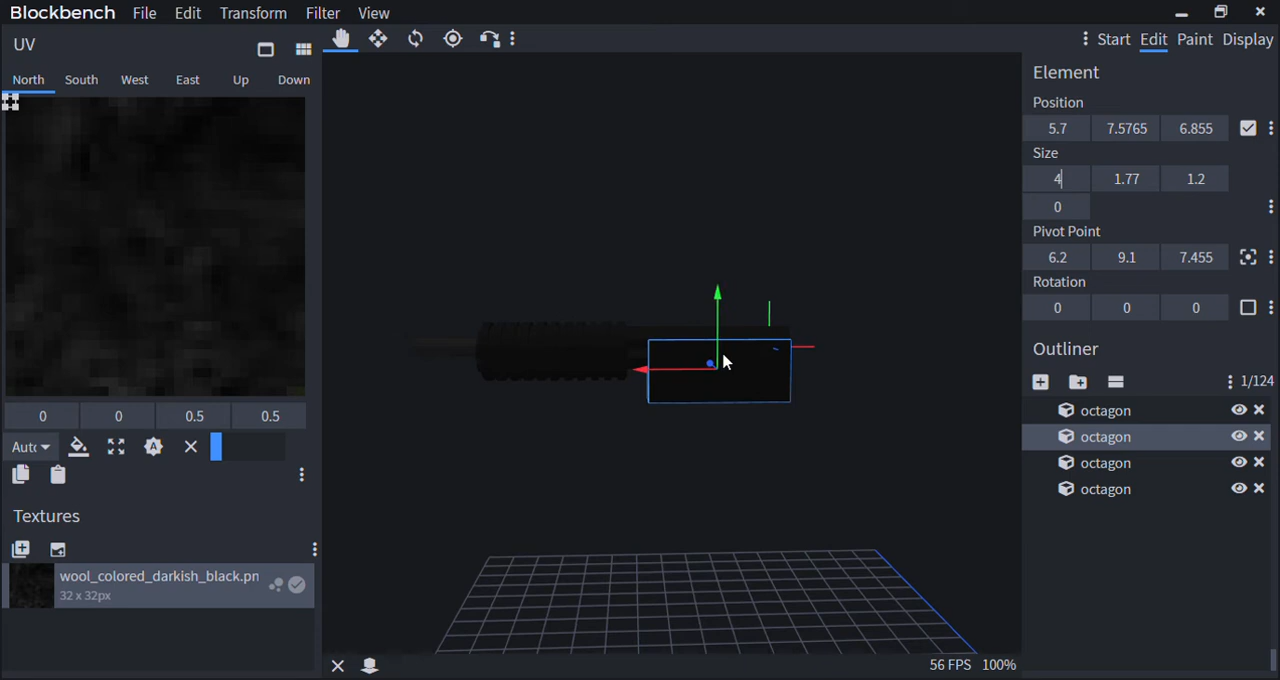 Blockbench File Edit Transform Filter View
UV
Start Edit Paint Display
North South West East Up Down
Element
Position
5.7 7.5765 6.855
Size
4 1.77 1.2
0
Pivot Point
6.2 9.1 7.455
Rotation
0 0 0
Outliner
1/124
octagon
octagon
octagon
octagon
0 0 0.5 0.5
Auto
A
Textures
wool_colored_darkish_black.pn
32 x 32px
56 FPS 100%